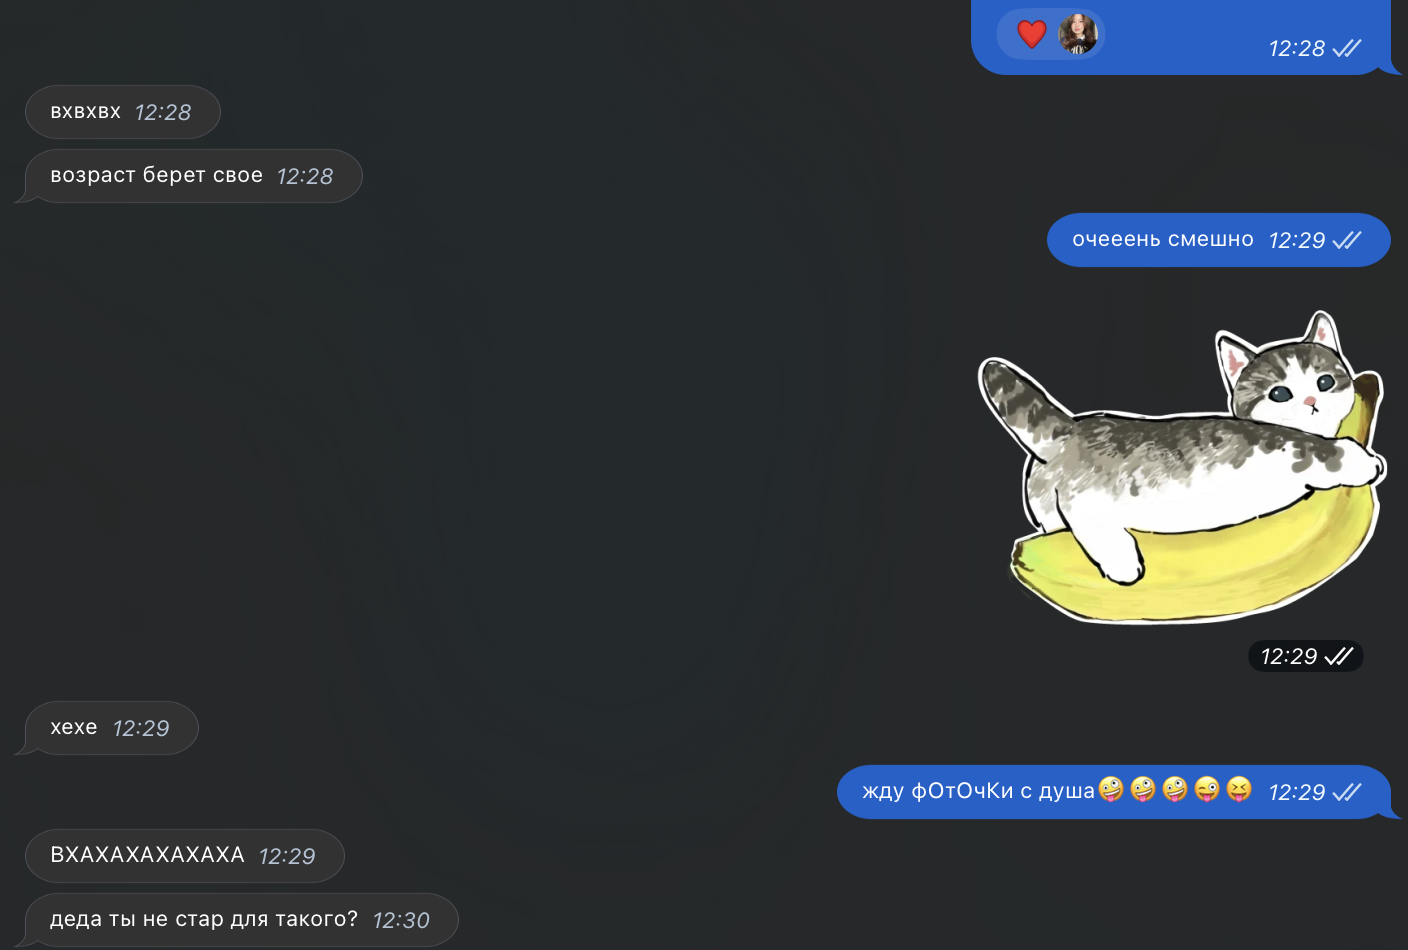 12:28
вхвхвх 12:28
возраст берет свое 12:28
очееень смешно 12:29
12:29
хехе 12:29
жду фОтОчКи с душа🤪🤪🤪😜😝 12:29
ВХАХАХАХАХАХА 12:29
деда ты не стар для такого? 12:30